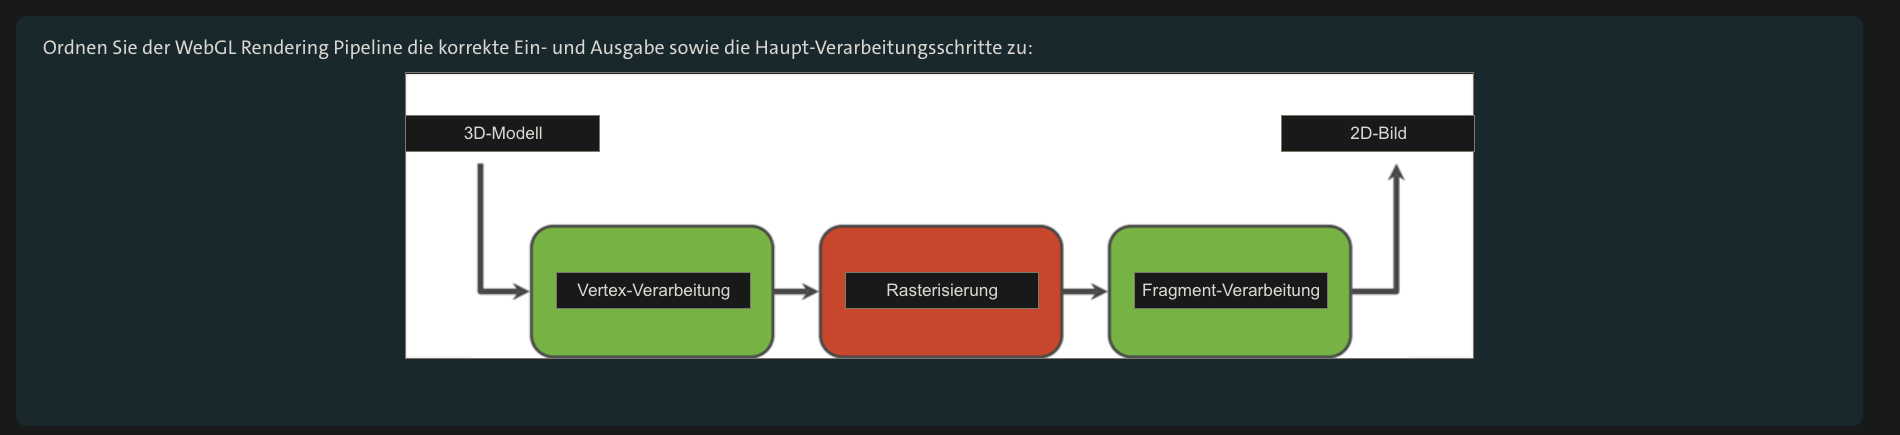 Ordnen Sie der WebGL Rendering Pipeline die korrekte Ein- und Ausgabe sowie die Haupt-Verarbeitungsschritte zu:
3D-Modell
2D-Bild
Vertex-Verarbeitung
Rasterisierung
Fragment-Verarbeitung